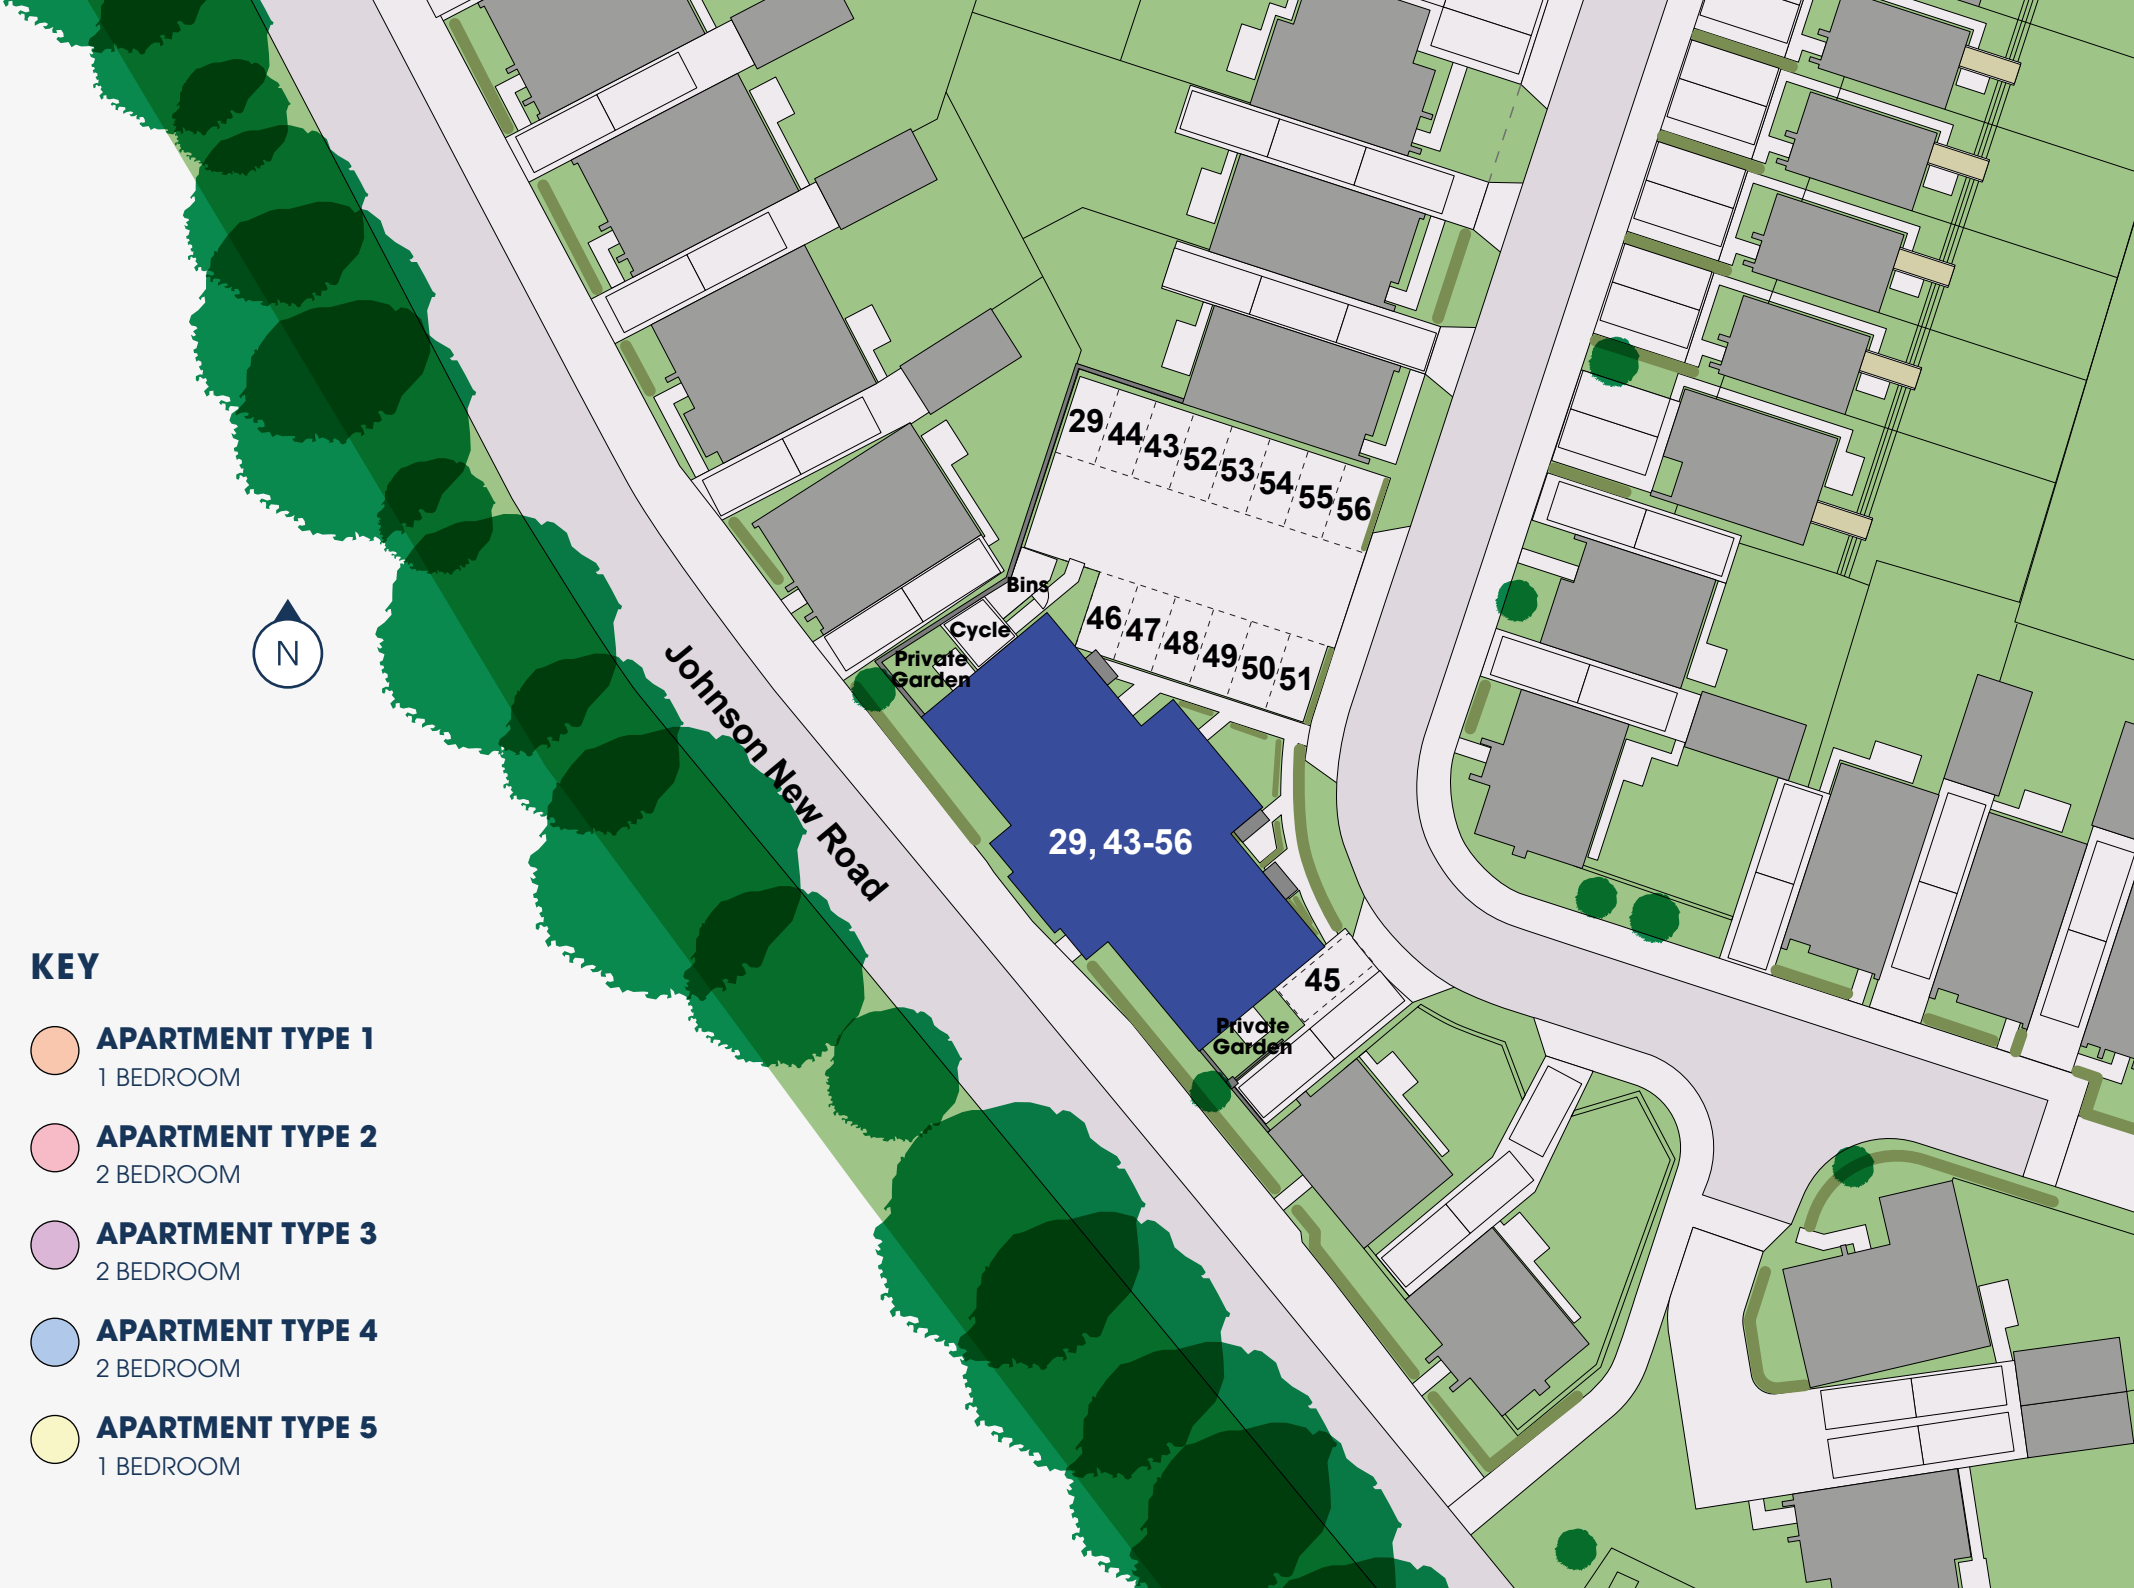 29 44 43 52 53 54 55 56
Bins
46 47 48 49 50 51
Cycle
Private
Garden
Johnson New Road
29, 43-56
45
Private
Garden
N
KEY
APARTMENT TYPE 1
1 BEDROOM
APARTMENT TYPE 2
2 BEDROOM
APARTMENT TYPE 3
2 BEDROOM
APARTMENT TYPE 4
2 BEDROOM
APARTMENT TYPE 5
1 BEDROOM